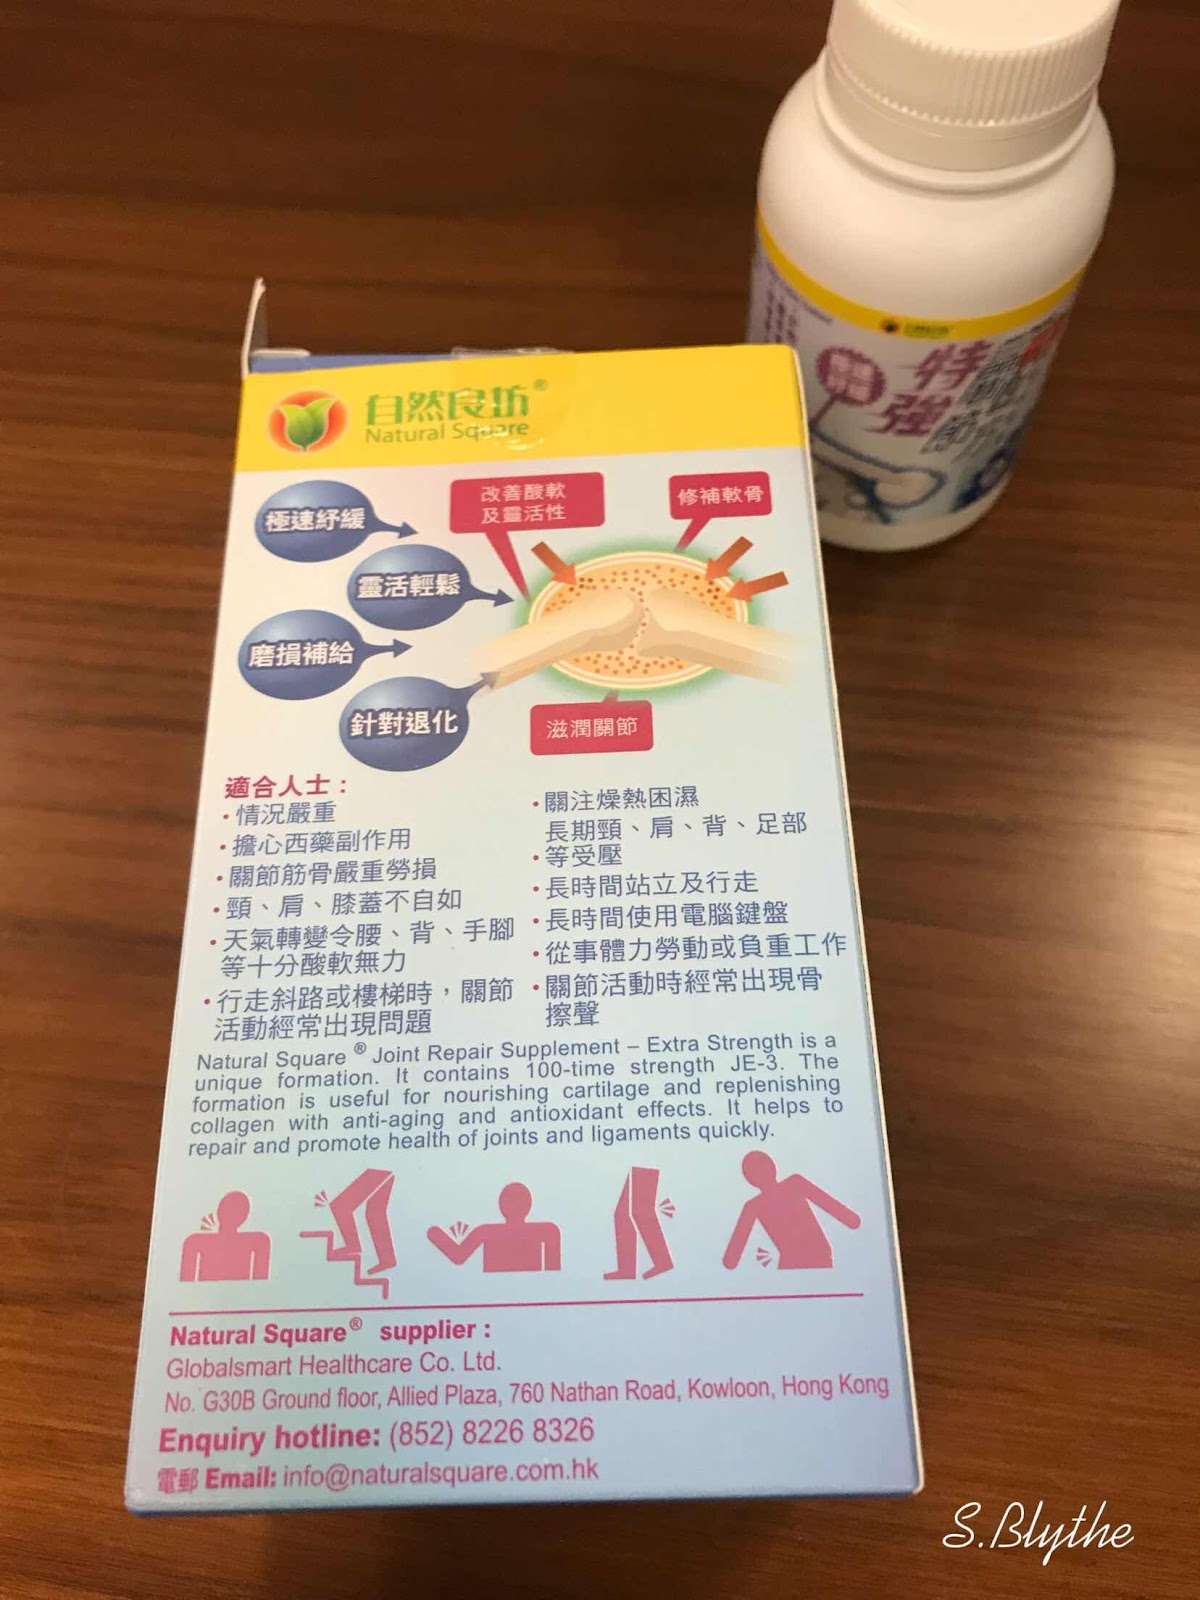 自然良坊®
Natural Square
極速紓緩
改善酸軟
及靈活性
修補軟骨
靈活輕鬆
磨損補給
針對退化
滋潤關節
適合人士：
・情況嚴重
・擔心西藥副作用
・關節筋骨嚴重勞損
・頸、肩、膝蓋不自如
・天氣轉變令腰、背、手腳
等十分酸軟無力
・行走斜路或樓梯時，關節
活動經常出現問題
・關注燥熱困濕
長期頸、肩、背、足部
・等受壓
・長時間站立及行走
・長時間使用電腦鍵盤
・從事體力勞動或負重工作
・關節活動時經常出現骨
擦聲
Natural Square ® Joint Repair Supplement – Extra Strength is a
unique formation. It contains 100-time strength JE-3. The
formation is useful for nourishing cartilage and replenishing
collagen with anti-aging and antioxidant effects. It helps to
repair and promote health of joints and ligaments quickly.
Natural Square® supplier :
Globalsmart Healthcare Co. Ltd.
No. G30B Ground floor, Allied Plaza, 760 Nathan Road, Kowloon, Hong Kong
Enquiry hotline: (852) 8226 8326
電郵 Email: info@naturalsquare.com.hk
特
強
S.Blythe